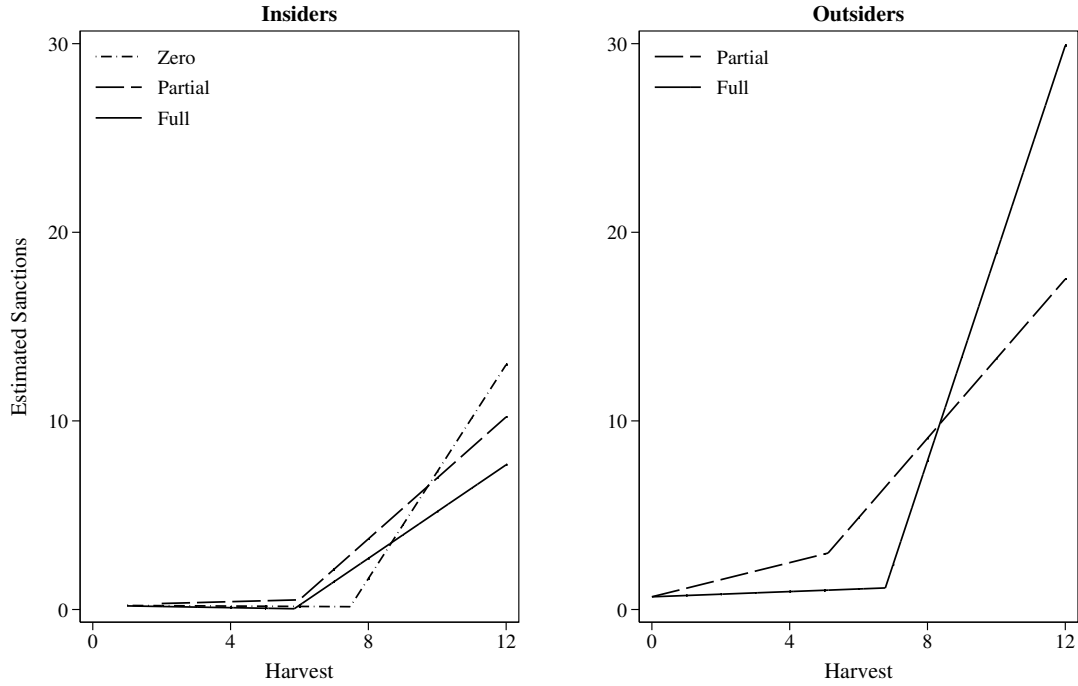 Insiders
Zero
Partial
Full
Estimated Sanctions
30
20
10
0
0 4 8 12
Harvest
Outsiders
Partial
Full
30
20
10
0
0 4 8 12
Harvest